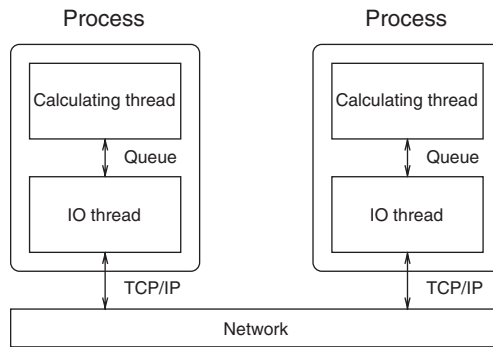 Process
Process
Calculating thread
Calculating thread
Queue
Queue
IO thread
IO thread
TCP/IP
TCP/IP
Network